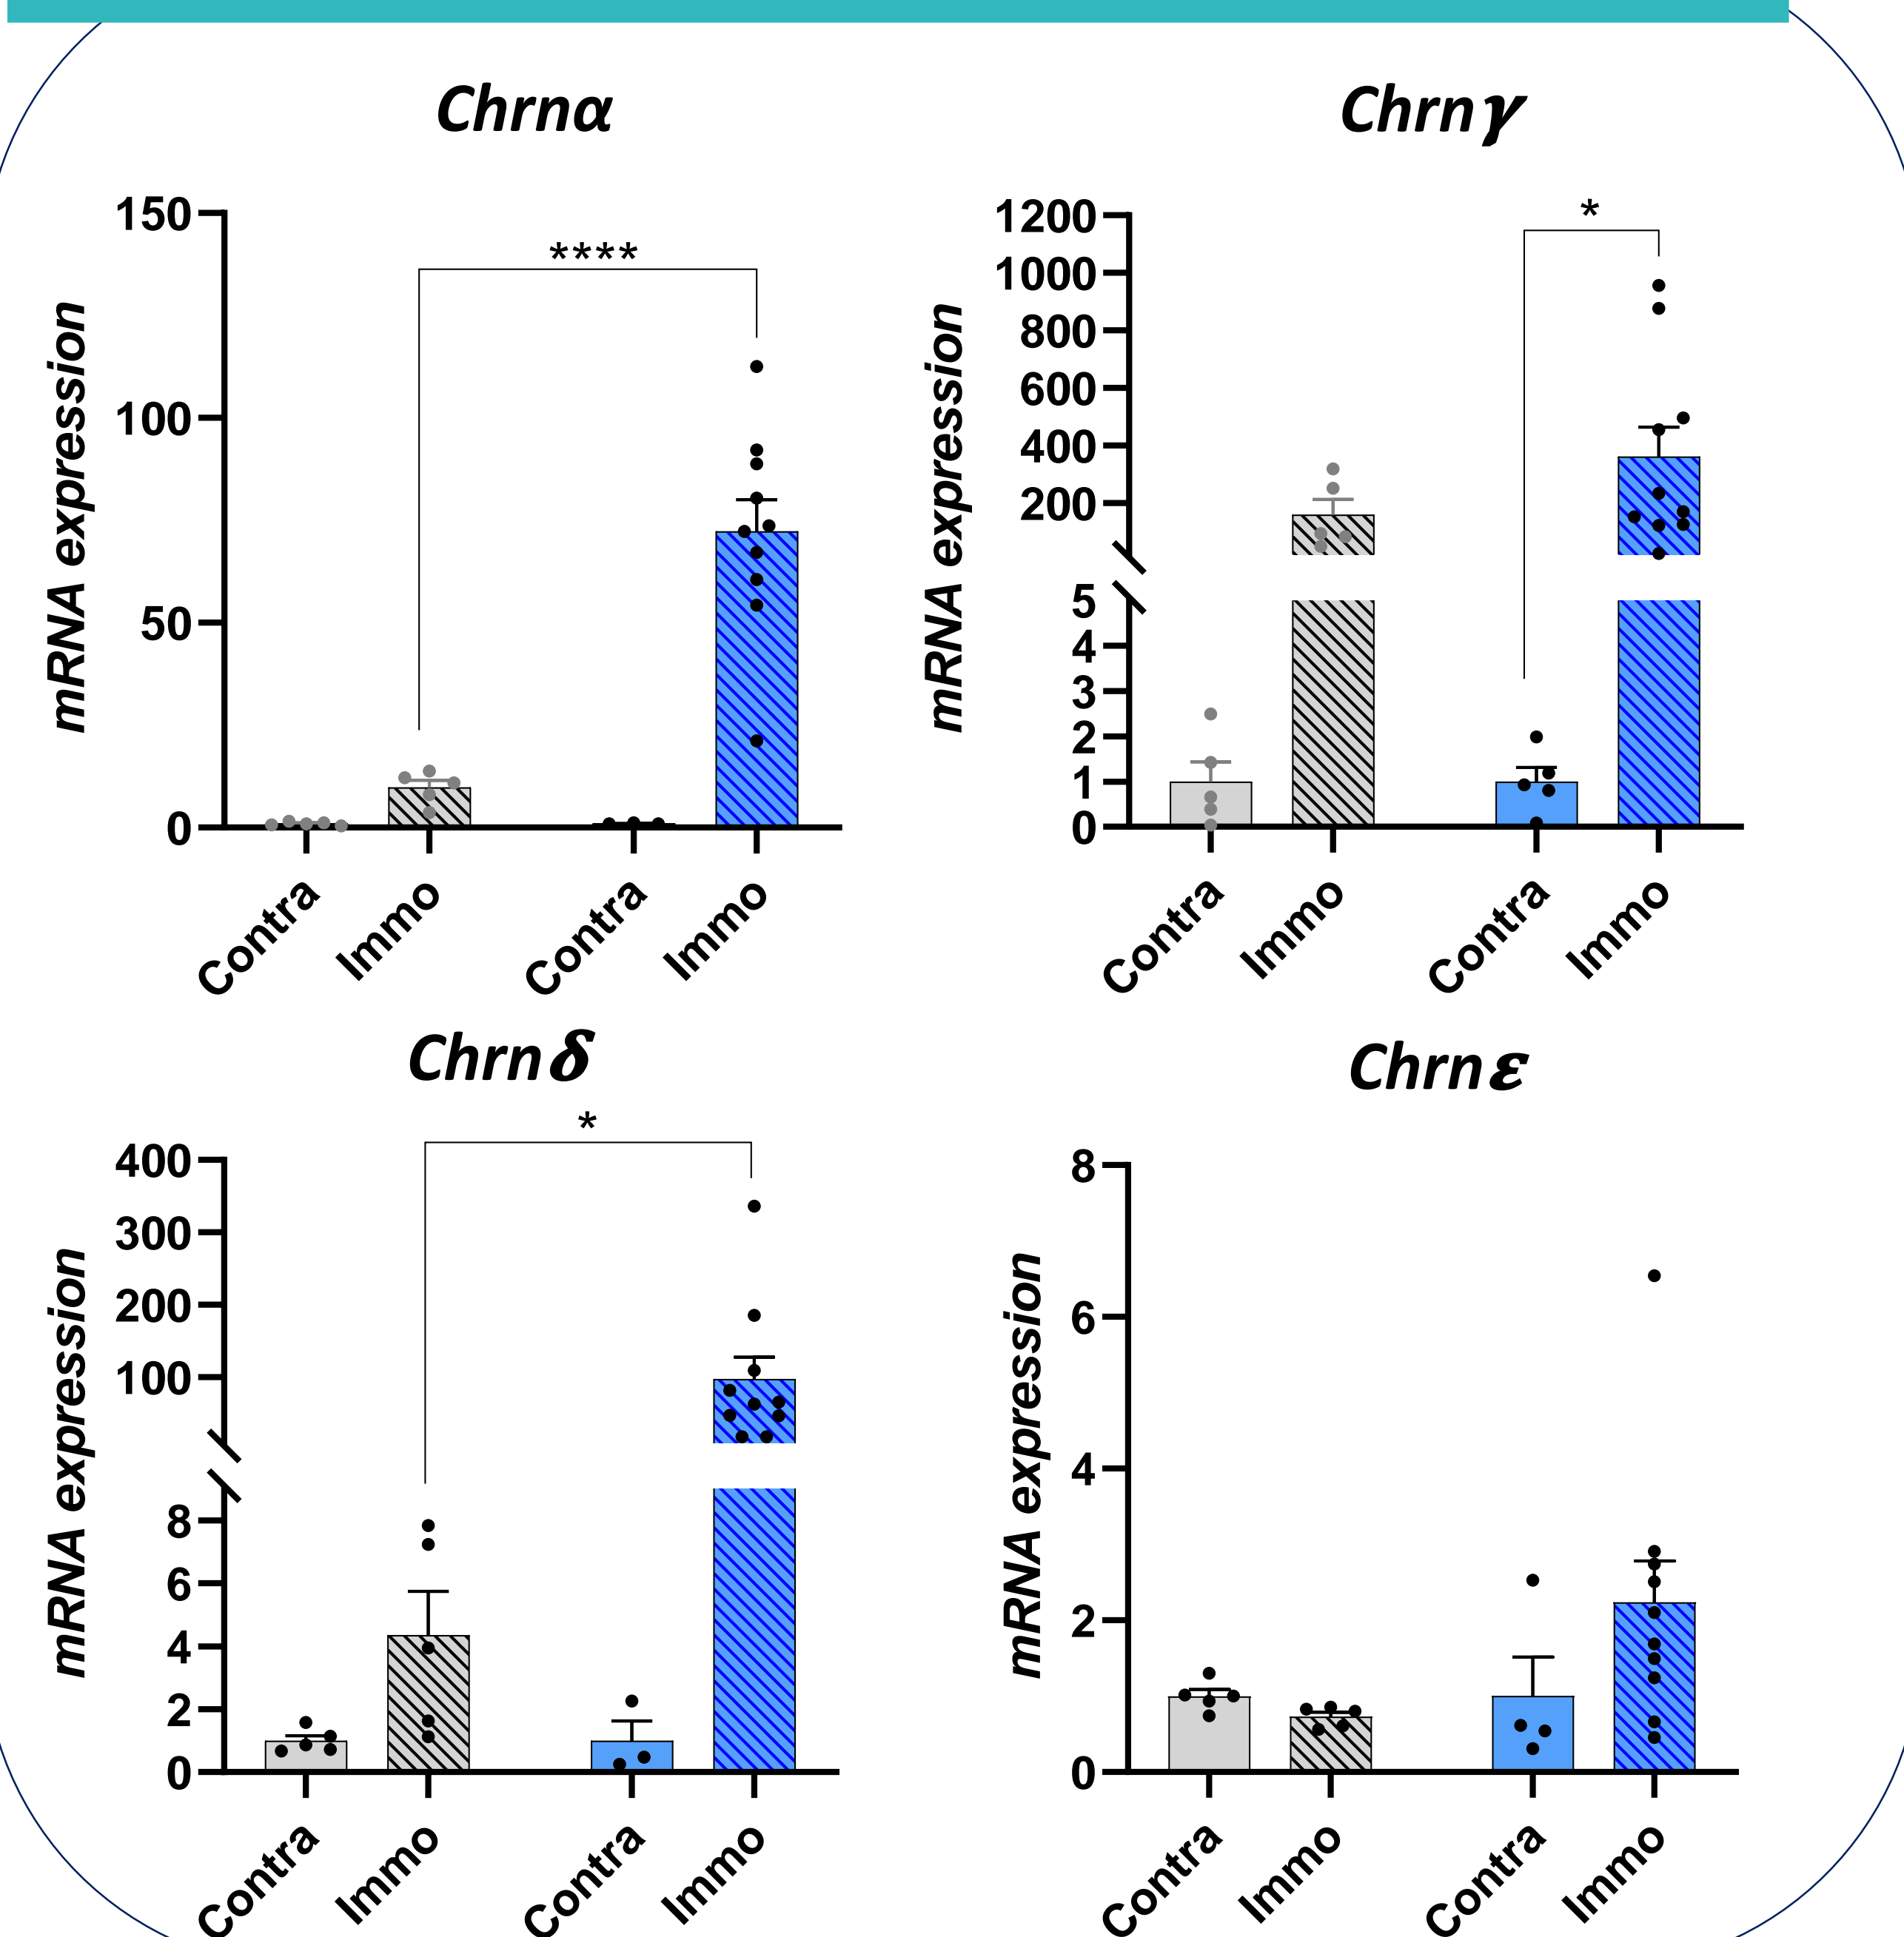 Chrnα
mRNA expression
150
100
50
0
****
Contra
Immo
Contra
Immo
Chrnγ
mRNA expression
1200
1000
800
600
400
200
5
4
3
2
1
0
*
Contra
Immo
Contra
Immo
Chrnδ
mRNA expression
400
300
200
100
8
6
4
2
0
*
Contra
Immo
Contra
Immo
Chrnε
mRNA expression
8
6
4
2
0
Contra
Immo
Contra
Immo